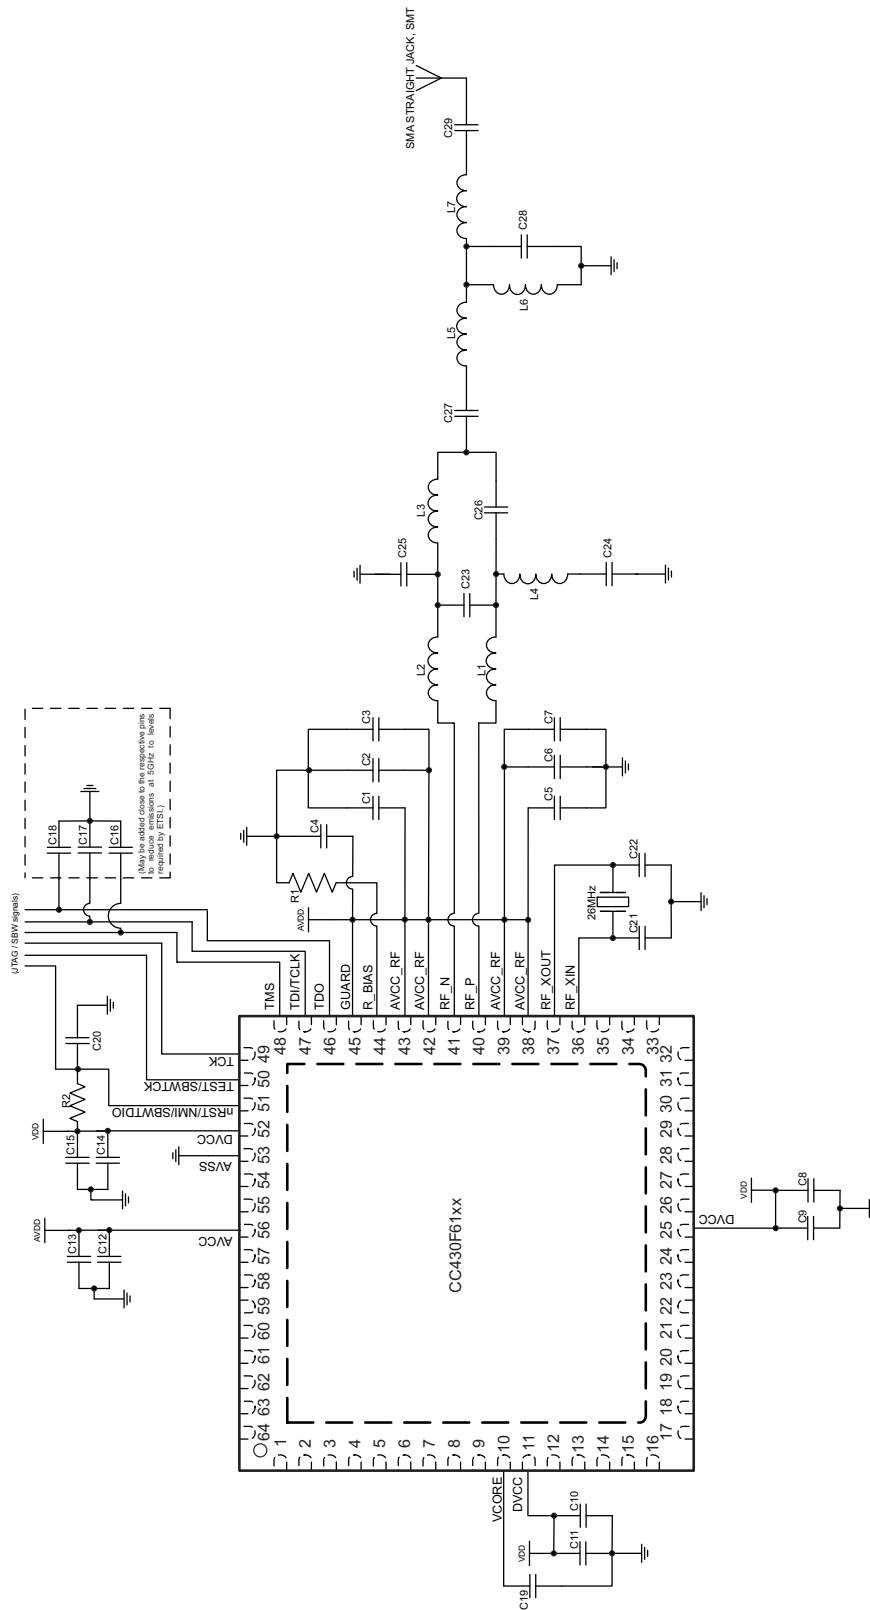 SMA STRAIGHT JACK, SMT
C29
L7
C28
L6
L5
C27
L3
C26
C25
C23
C24
L4
L2
L1
C3
C2
C1
C4
R1
AVDD
C7
C6
C5
C18
C17
C16
(May be added close to the respective pins
to reduce emissions at 5GHz to levels
required by ETSI.)
(JTAG / SBW signals)
26MHz
C22
C21
TMS
TDI/TCLK
TDO
GUARD
R_BIAS
AVCC_RF
AVCC_RF
RF_N
RF_P
AVCC_RF
AVCC_RF
RF_XOUT
RF_XIN
48
47
46
45
44
43
42
41
40
39
38
37
36
35
34
33
C20
R2
VDD
C15
C14
AVDD
C13
C12
TCK
TEST/SBWTCK
nRST/NMI/SBWTDIO
DVCC
AVSS
AVCC
49
50
51
52
53
54
55
56
57
58
59
60
61
62
63
64
CC430F61xx
32
31
30
29
28
27
26
25
24
23
22
21
20
19
18
17
DVCC
VDD
C8
C9
1
2
3
4
5
6
7
8
9
10
11
12
13
14
15
16
VCORE
DVCC
VDD
C10
C11
C19